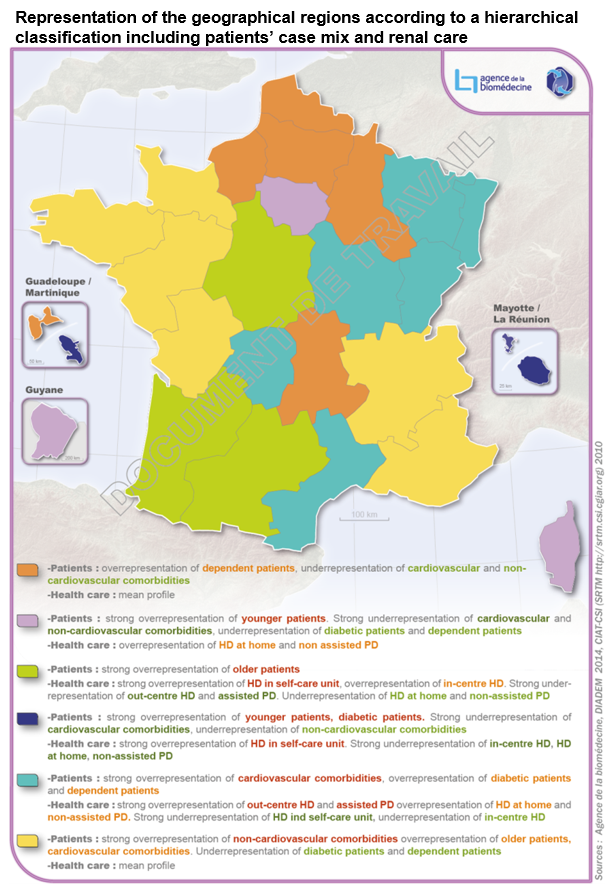 Representation of the geographical regions according to a hierarchical
classification including patients’ case mix and renal care
agence de la
biomédecine
DOCUMENT DE TRAVAIL
Guadeloupe /
Martinique
Mayotte /
La Réunion
Guyane
100 km
-Patients : overrepresentation of dependent patients, underrepresentation of cardiovascular and non-
cardiovascular comorbidities
-Health care : mean profile
-Patients : strong overrepresentation of younger patients. Strong underrepresentation of cardiovascular and
non-cardiovascular comorbidities, underrepresentation of diabetic patients and dependent patients
-Health care : overrepresentation of HD at home and non assisted PD
-Patients : strong overrepresentation of older patients
-Health care : strong overrepresentation of HD in self-care unit, overrepresentation of in-centre HD. Strong under-
representation of out-centre HD and assisted PD. Underrepresentation of HD at home and non-assisted PD
-Patients : strong overrepresentation of younger patients, diabetic patients. Strong underrepresentation of
cardiovascular comorbidities, underrepresentation of non-cardiovascular comorbidities
-Health care : strong overrepresentation of HD in self-care unit. Strong underrepresentation of in-centre HD, HD
at home, non-assisted PD
-Patients : strong overrepresentation of cardiovascular comorbidities, overrepresentation of diabetic patients
and dependent patients
-Health care : strong overrepresentation of out-centre HD and assisted PD overrepresentation of HD at home and
non-assisted PD. Strong underrepresentation of HD ind self-care unit, underrepresentation of in-centre HD
-Patients : strong overrepresentation of non-cardiovascular comorbidities overrepresentation of older patients,
cardiovascular comorbidities. Underrepresentation of diabetic patients and dependent patients
-Health care : mean profile
Sources : Agence de la biomédecine, DIADEM 2014, CIAT-CSI (SRTM http://srtm.csi.cgiar.org) 2010